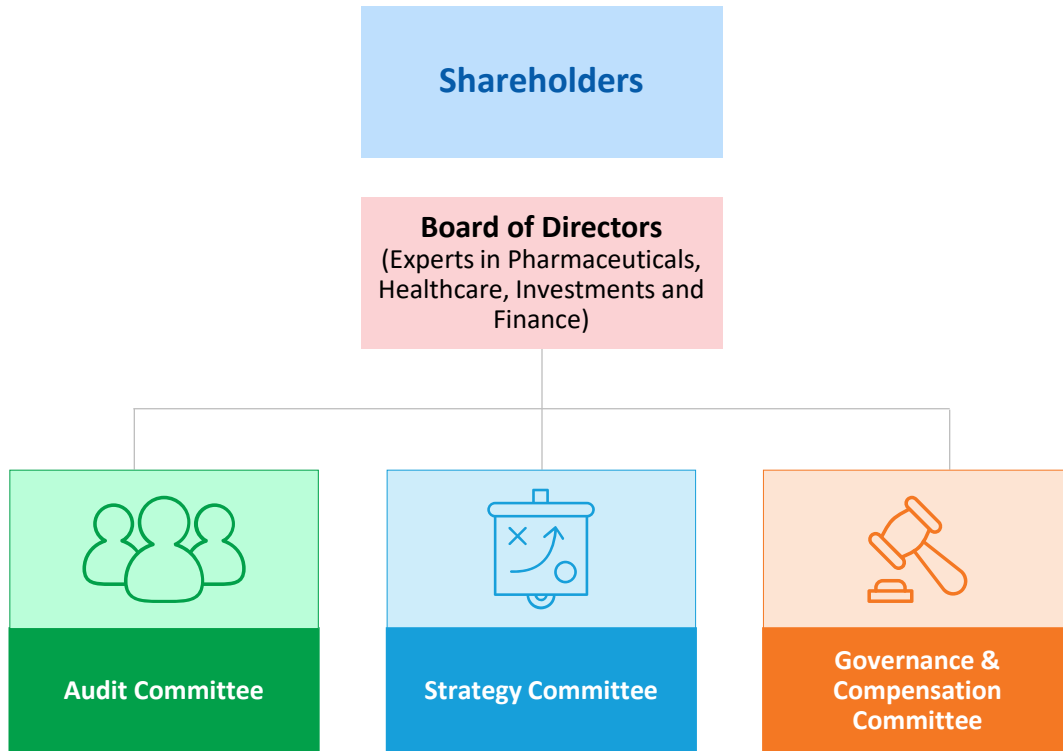 Shareholders
Board of Directors
(Experts in Pharmaceuticals,
Healthcare, Investments and
Finance)
Audit Committee
Strategy Committee
Governance &
Compensation
Committee